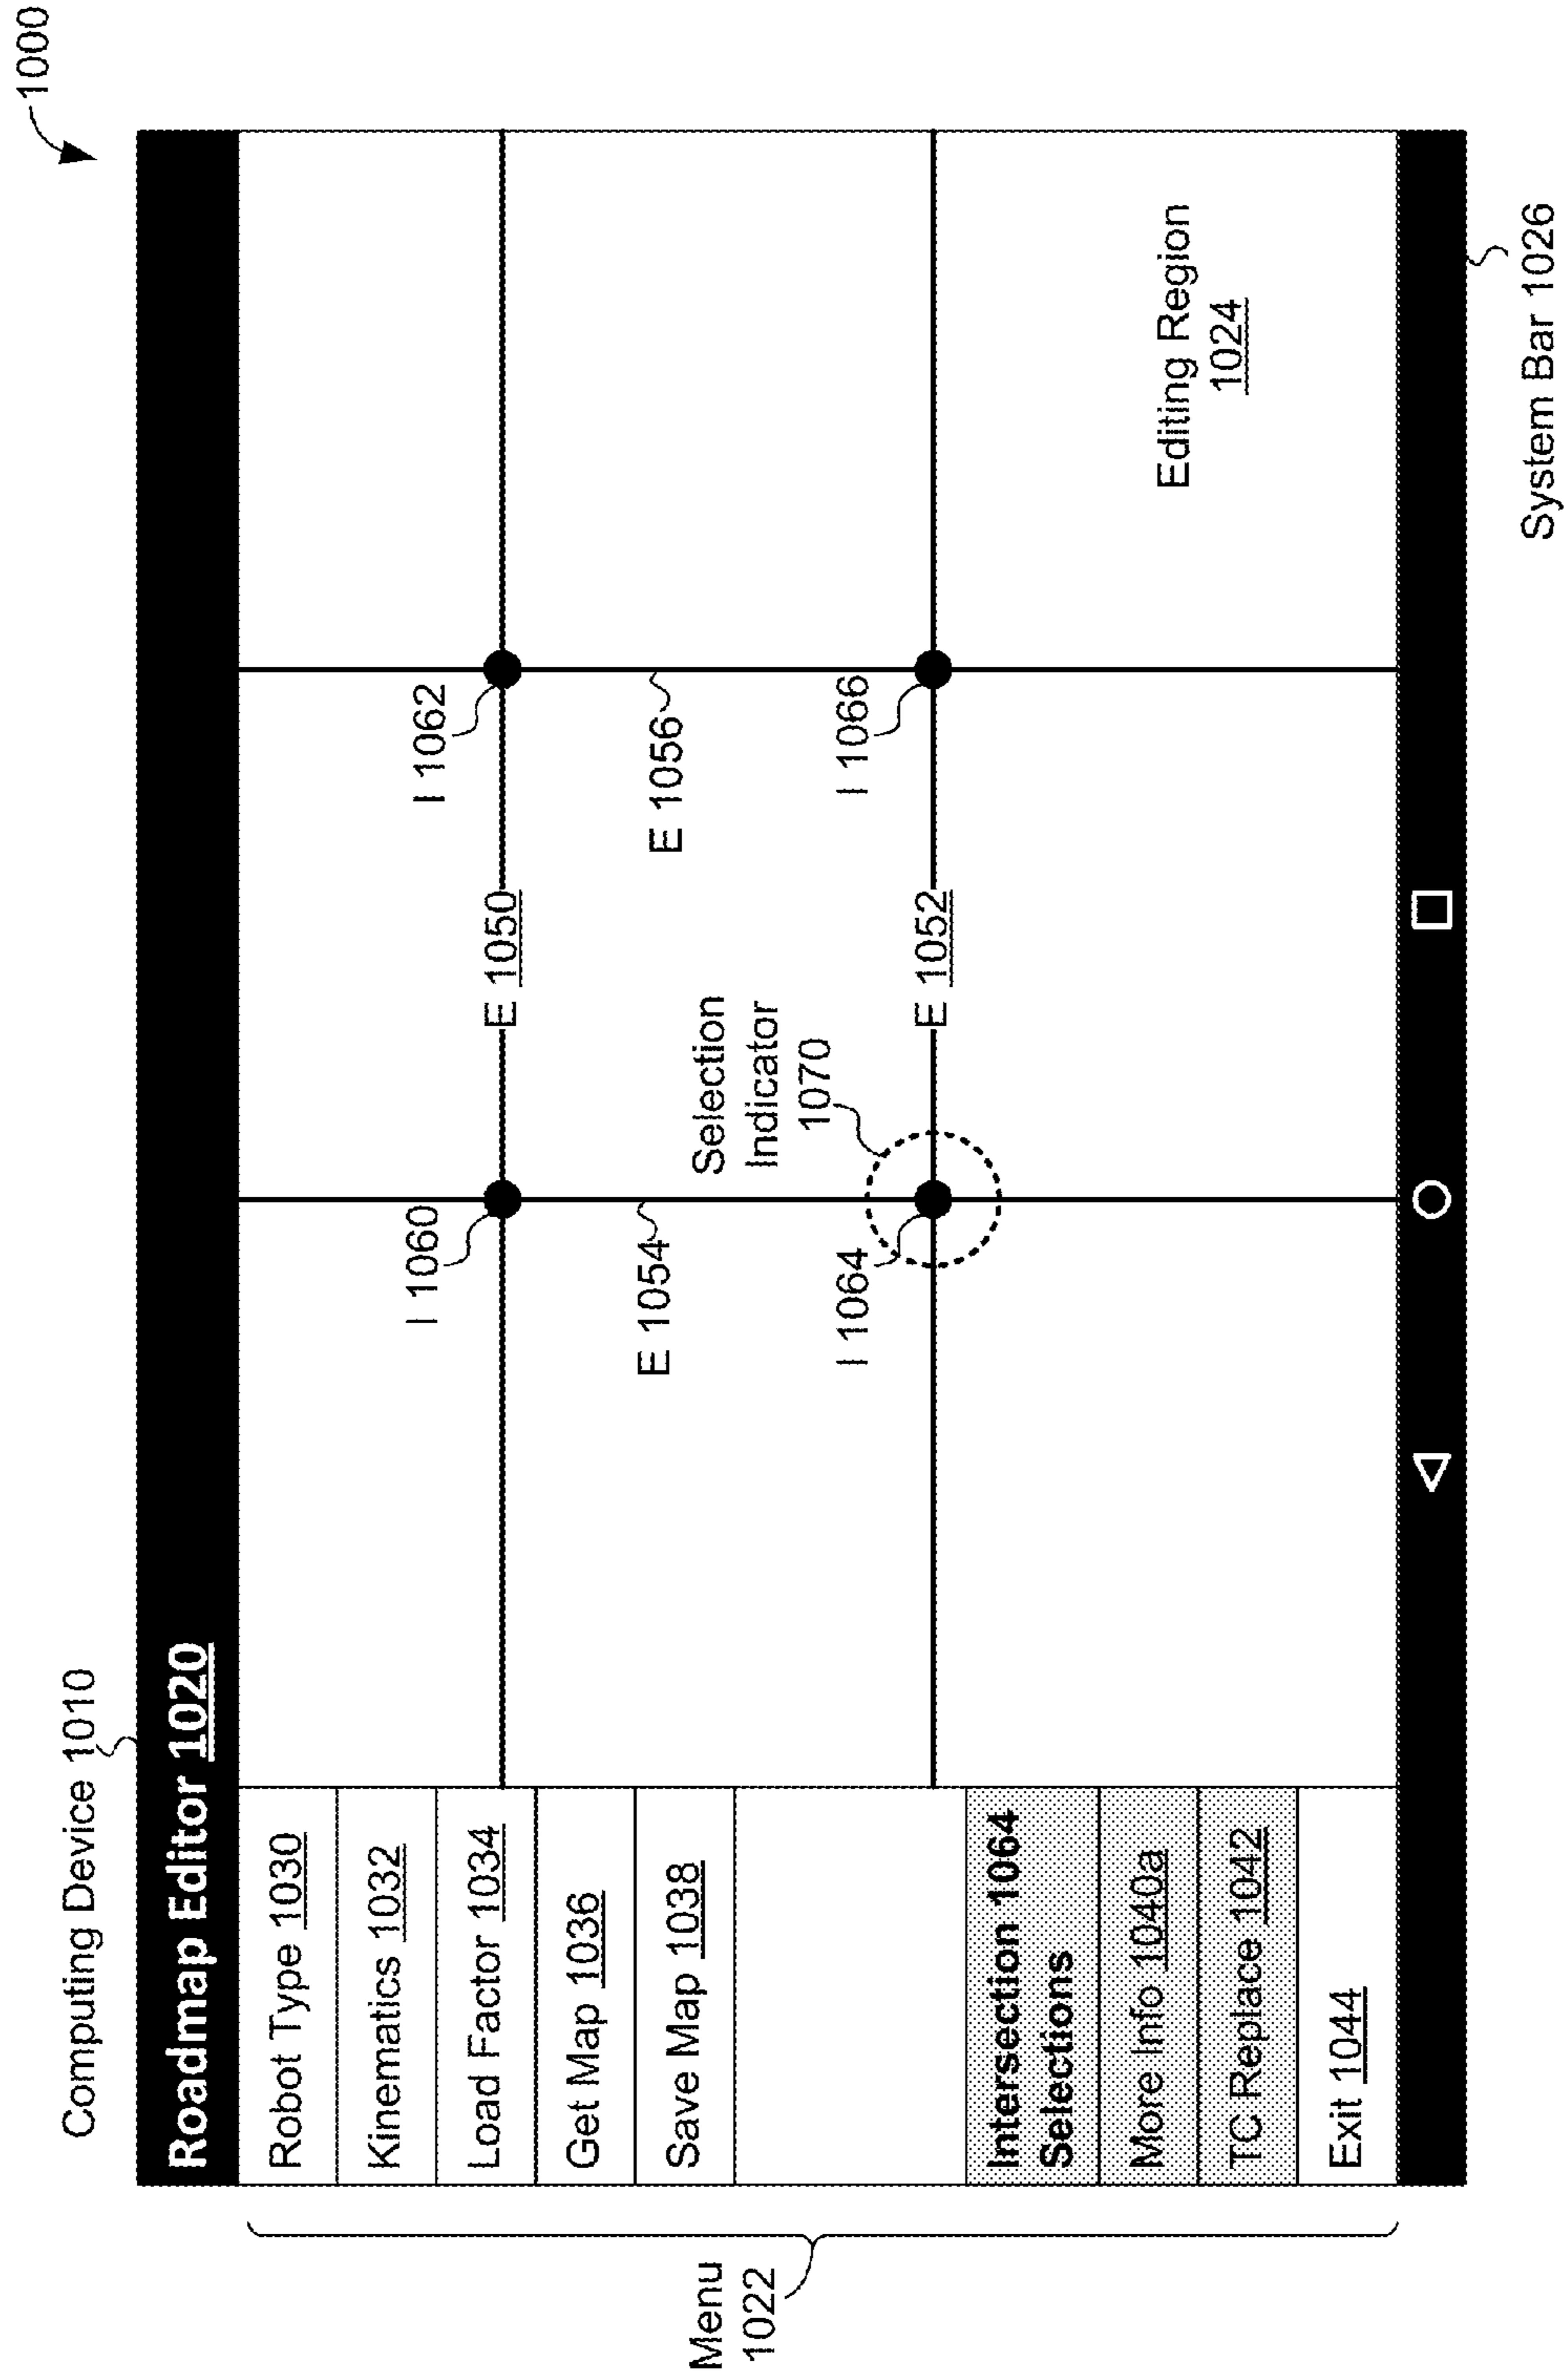 1000
Computing Device 1010
Roadmap Editor 1020
Robot Type 1030
Kinematics 1032
Load Factor 1034
Get Map 1036
Save Map 1038
Intersection 1064
Selections
More Info 1040a
TC Replace 1042
Exit 1044
Menu
1022
I 1060
I 1062
E 1050
E 1054
E 1056
Selection
Indicator
1070
I 1064
I 1066
E 1052
Editing Region
1024
System Bar 1026